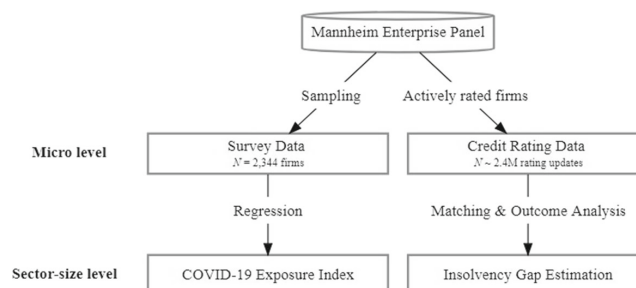 Mannheim Enterprise Panel
Sampling
Actively rated firms
Micro level
Survey Data
N = 2,344 firms
Credit Rating Data
N ~ 2.4M rating updates
Regression
Matching & Outcome Analysis
Sector-size level
COVID-19 Exposure Index
Insolvency Gap Estimation